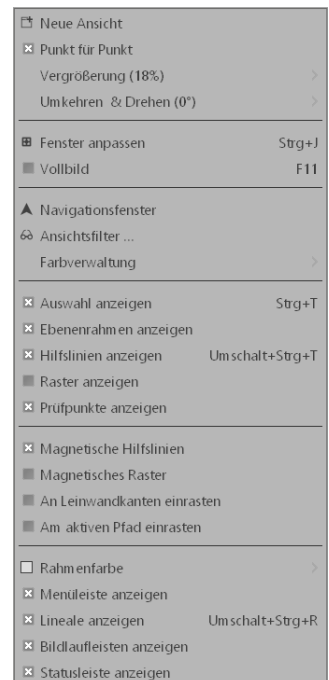 Neue Ansicht
Punkt für Punkt
Vergrößerung (18%)
Umkehren & Drehen (0°)
Fenster anpassen Strg+J
Vollbild F11
Navigationsfenster
Ansichtsfilter ...
Farbverwaltung
Auswahl anzeigen Strg+T
Ebenenrahmen anzeigen
Hilfslinien anzeigen Umschalt+Strg+T
Raster anzeigen
Prüfpunkte anzeigen
Magnetische Hilfslinien
Magnetisches Raster
An Leinwandkanten einrasten
Am aktiven Pfad einrasten
Rahmenfarbe
Menüleiste anzeigen
Lineale anzeigen Umschalt+Strg+R
Bildlaufleisten anzeigen
Statusleiste anzeigen